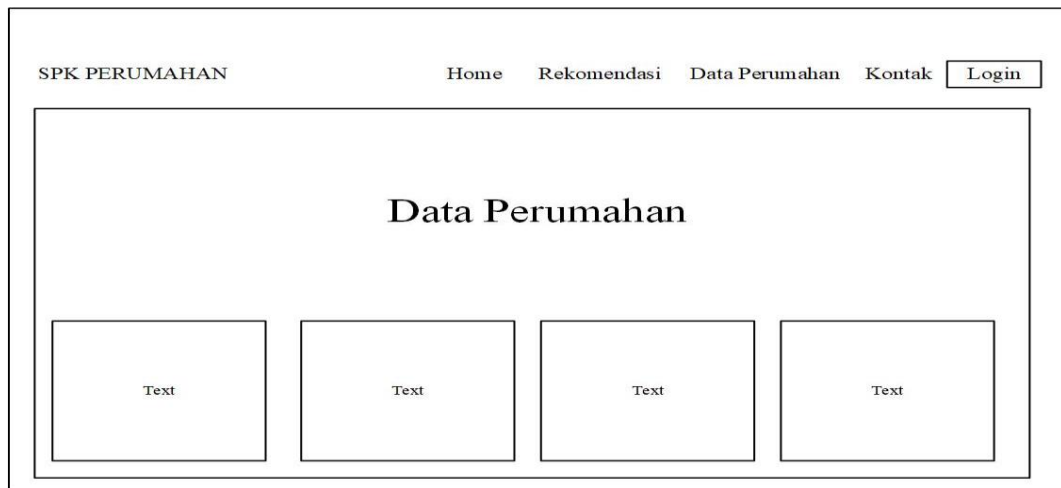 SPK PERUMAHAN Home Rekomendasi Data Perumahan Kontak Login
Data Perumahan
Text Text Text Text